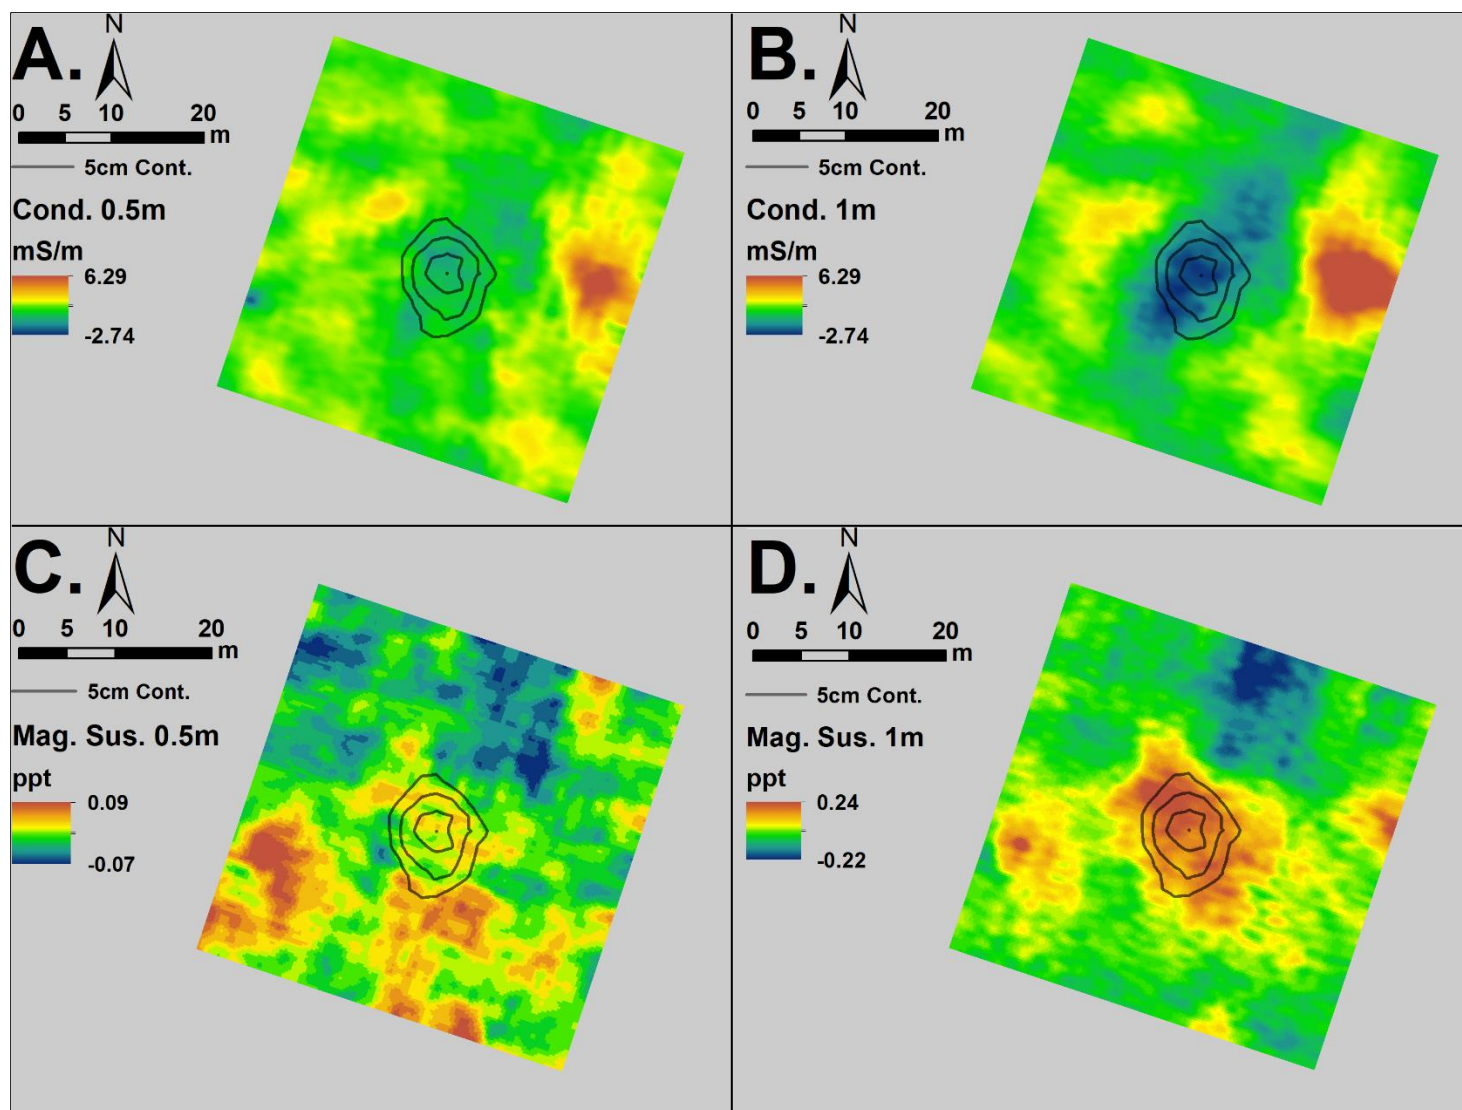 A.
N
0 5 10 20
m
5cm Cont.
Cond. 0.5m
mS/m
6.29
-2.74
B.
N
0 5 10 20
m
5cm Cont.
Cond. 1m
mS/m
6.29
-2.74
C.
N
0 5 10 20
m
5cm Cont.
Mag. Sus. 0.5m
ppt
0.09
-0.07
D.
N
0 5 10 20
m
5cm Cont.
Mag. Sus. 1m
ppt
0.24
-0.22